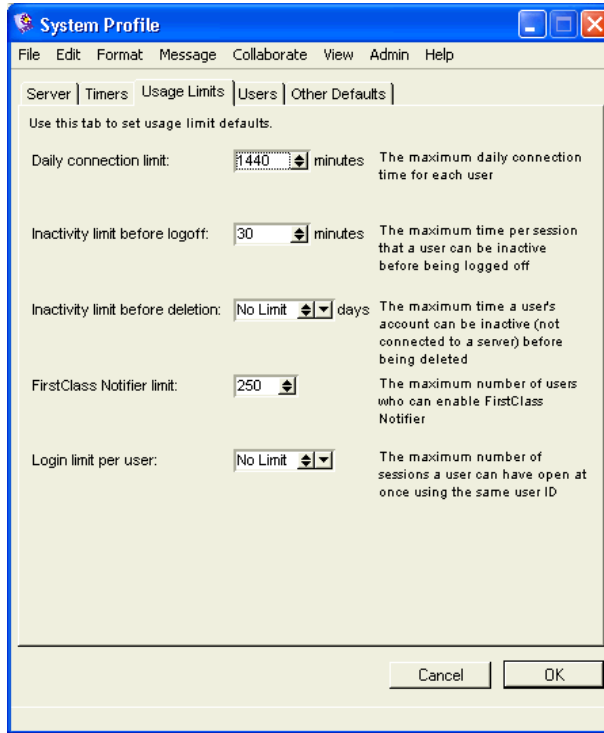 System Profile
File Edit Format Message Collaborate View Admin Help
Server Timers Usage Limits Users Other Defaults
Use this tab to set usage limit defaults.
Daily connection limit: 1440 minutes The maximum daily connection
time for each user
Inactivity limit before logoff: 30 minutes The maximum time per session
that a user can be inactive
before being logged off
Inactivity limit before deletion: No Limit days The maximum time a user's
account can be inactive (not
connected to a server) before
being deleted
FirstClass Notifier limit: 250 The maximum number of users
who can enable FirstClass
Notifier
Login limit per user: No Limit The maximum number of
sessions a user can have open at
once using the same user ID
Cancel OK